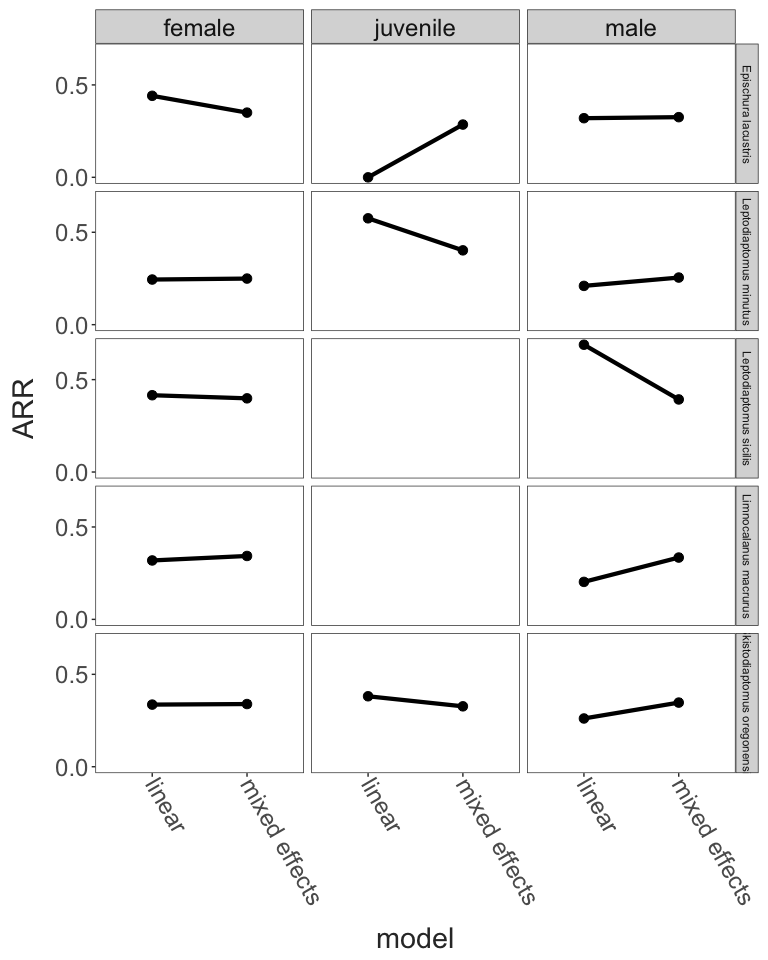 female juvenile male
0.5
0.0
Epischura lacustris
0.5
0.0
Leptodiaptomus minutus
0.5
0.0
Leptodiaptomus sicilis
0.5
0.0
Limnocalanus macrurus
0.5
0.0
kistodiaptomus oregonens
ARR
linear mixed effects linear mixed effects linear mixed effects
model